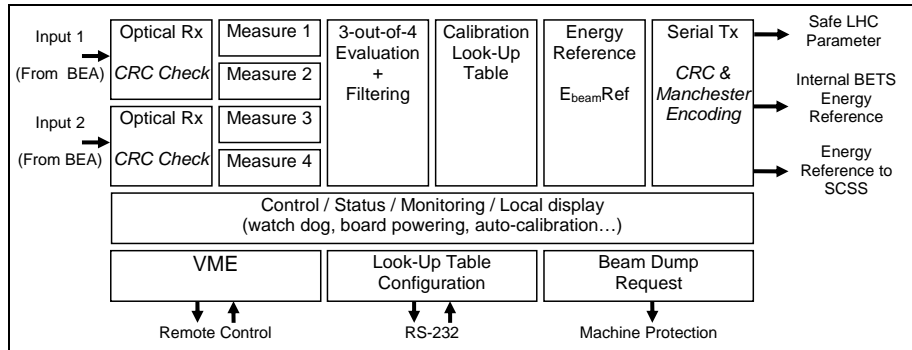 Input 1
(From BEA)
Input 2
(From BEA)
Optical Rx
CRC Check
Optical Rx
CRC Check
Measure 1
Measure 2
Measure 3
Measure 4
3-out-of-4
Evaluation
+
Filtering
Calibration
Look-Up
Table
Energy
Reference
EbeamRef
Serial Tx
CRC &
Manchester
Encoding
Safe LHC
Parameter
Internal BETS
Energy
Reference
Energy
Reference to
SCSS
Control / Status / Monitoring / Local display
(watch dog, board powering, auto-calibration…)
VME
Look-Up Table
Configuration
Beam Dump
Request
Remote Control
RS-232
Machine Protection